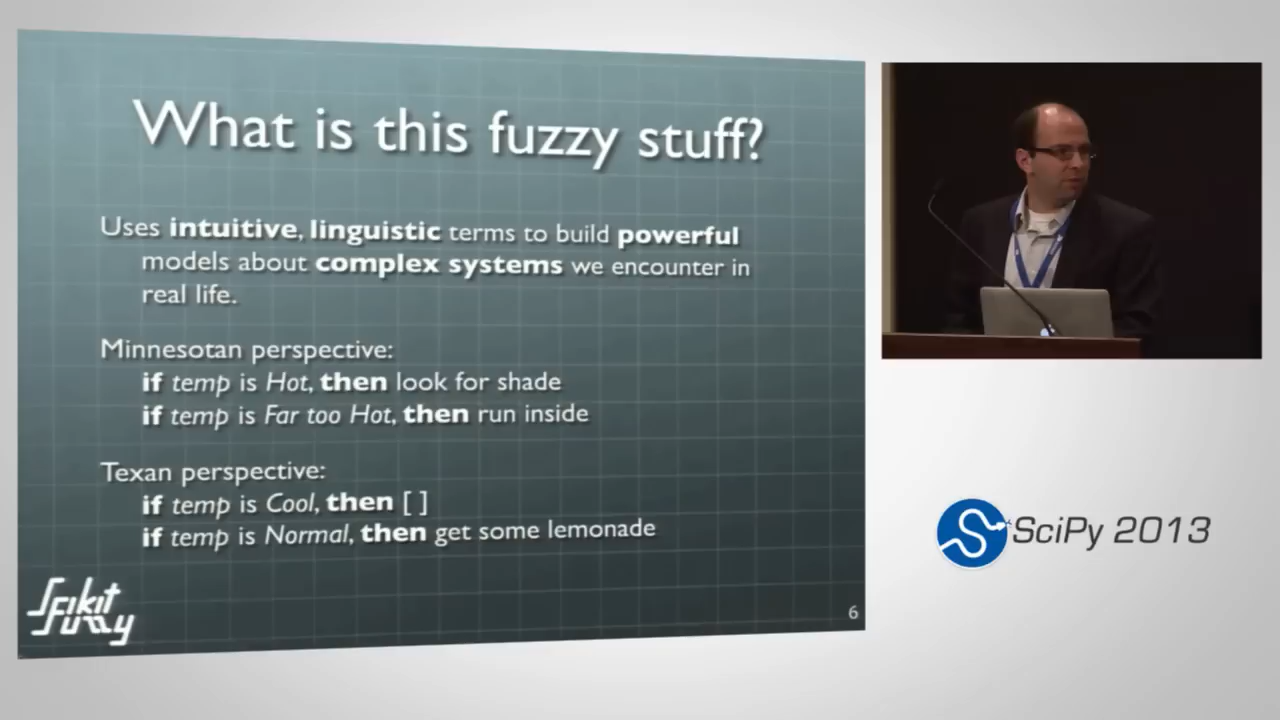 What is this fuzzy stuff?
Uses intuitive, linguistic terms to build powerful
models about complex systems we encounter in
real life.
Minnesotan perspective:
if temp is Hot, then look for shade
if temp is Far too Hot, then run inside
Texan perspective:
if temp is Cool, then [ ]
if temp is Normal, then get some lemonade
Scikit
Fuzzy
6
SciPy 2013